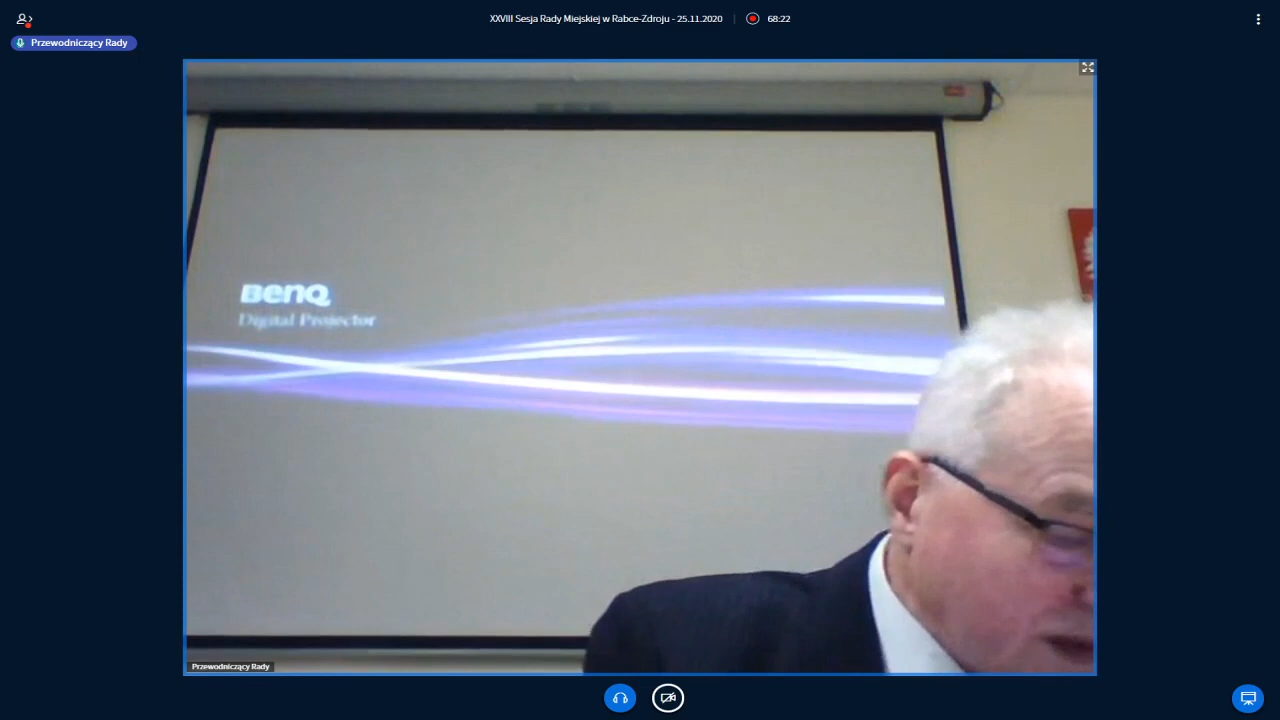 XXVIII Sesja Rady Miejskiej w Rabce-Zdroju - 25.11.2020
68:22
Przewodniczący Rady
BenQ
Digital Projector
Przewodniczący Rady